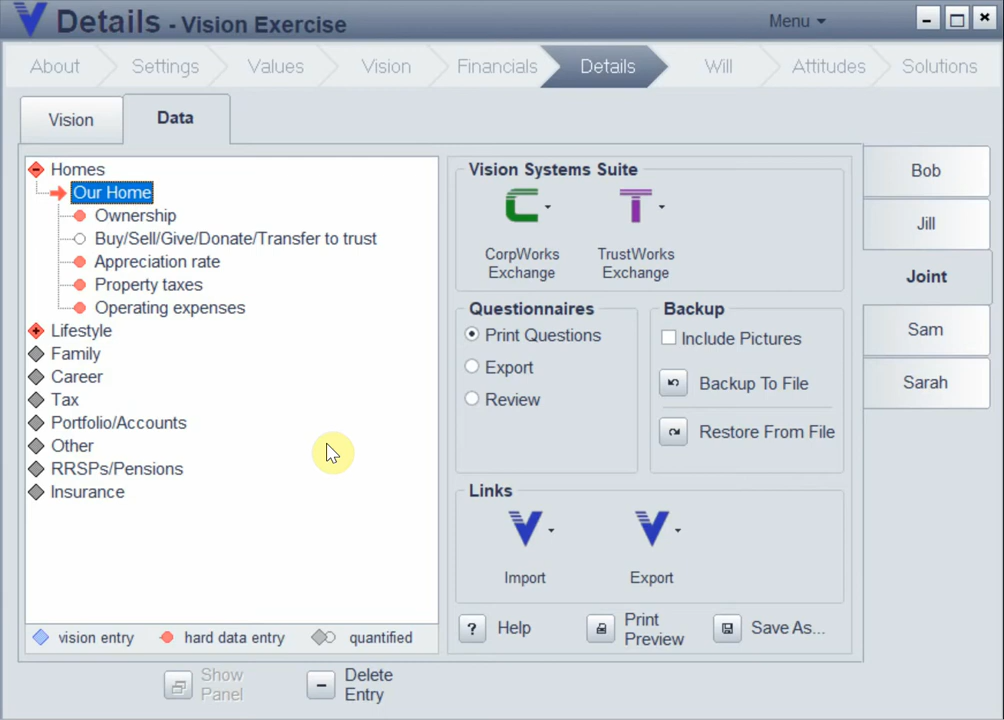 Details - Vision Exercise
Menu
About
Settings
Values
Vision
Financials
Details
Will
Attitudes
Solutions
Vision
Data
Homes
Our Home
Ownership
Buy/Sell/Give/Donate/Transfer to trust
Appreciation rate
Property taxes
Operating expenses
Lifestyle
Family
Career
Tax
Portfolio/Accounts
Other
RRSPs/Pensions
Insurance
vision entry
hard data entry
quantified
Show
Panel
Delete
Entry
Vision Systems Suite
CorpWorks
Exchange
TrustWorks
Exchange
Questionnaires
Print Questions
Export
Review
Backup
Include Pictures
Backup To File
Restore From File
Links
Import
Export
? Help
Print
Preview
Save As...
Bob
Jill
Joint
Sam
Sarah